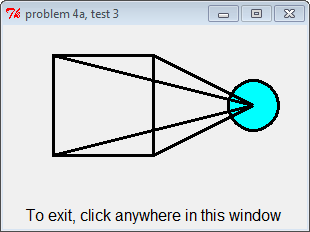 problem 4a, test 3
To exit, click anywhere in this window